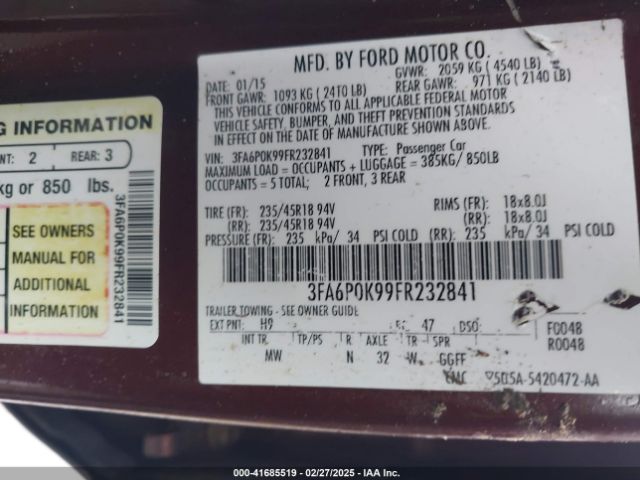 G INFORMATION
NT: 2 REAR: 3
kg or 850 lbs.
SEE OWNERS
MANUAL FOR
ADDITIONAL
INFORMATION
3FA6P0K99FR232841
MFD. BY FORD MOTOR CO.
DATE: 01/15 GVWR: 2059 KG ( 4540 LB)
FRONT GAWR: 1093 KG ( 2410 LB) REAR GAWR: 971 KG ( 2140 LB)
THIS VEHICLE CONFORMS TO ALL APPLICABLE FEDERAL MOTOR
VEHICLE SAFETY, BUMPER, AND THEFT PREVENTION STANDARDS
IN EFFECT ON THE DATE OF MANUFACTURE SHOWN ABOVE.
VIN: 3FA6P0K99FR232841 TYPE: Passenger Car
MAXIMUM LOAD = OCCUPANTS + LUGGAGE = 385KG/ 850LB
OCCUPANTS = 5 TOTAL; 2 FRONT, 3 REAR
TIRE (FR): 235/45R18 94V RIMS (FR): 18x8.0J
(RR): 235/45R18 94V (RR): 18x8.0J
PRESSURE (FR): 235 kPa/ 34 PSI COLD (RR): 235 kPa/ 34 PSI COLD
3FA6P0K99FR232841
TRAILER TOWING - SEE OWNER GUIDE
EXT PNT: H9 47 DSO: F0048
INT TR TP/PS R AXLE TR SPR R0048
MW N 32 W GGFF
5420472-AA
000-41685519 / 02/27/2025 - IAA Inc.